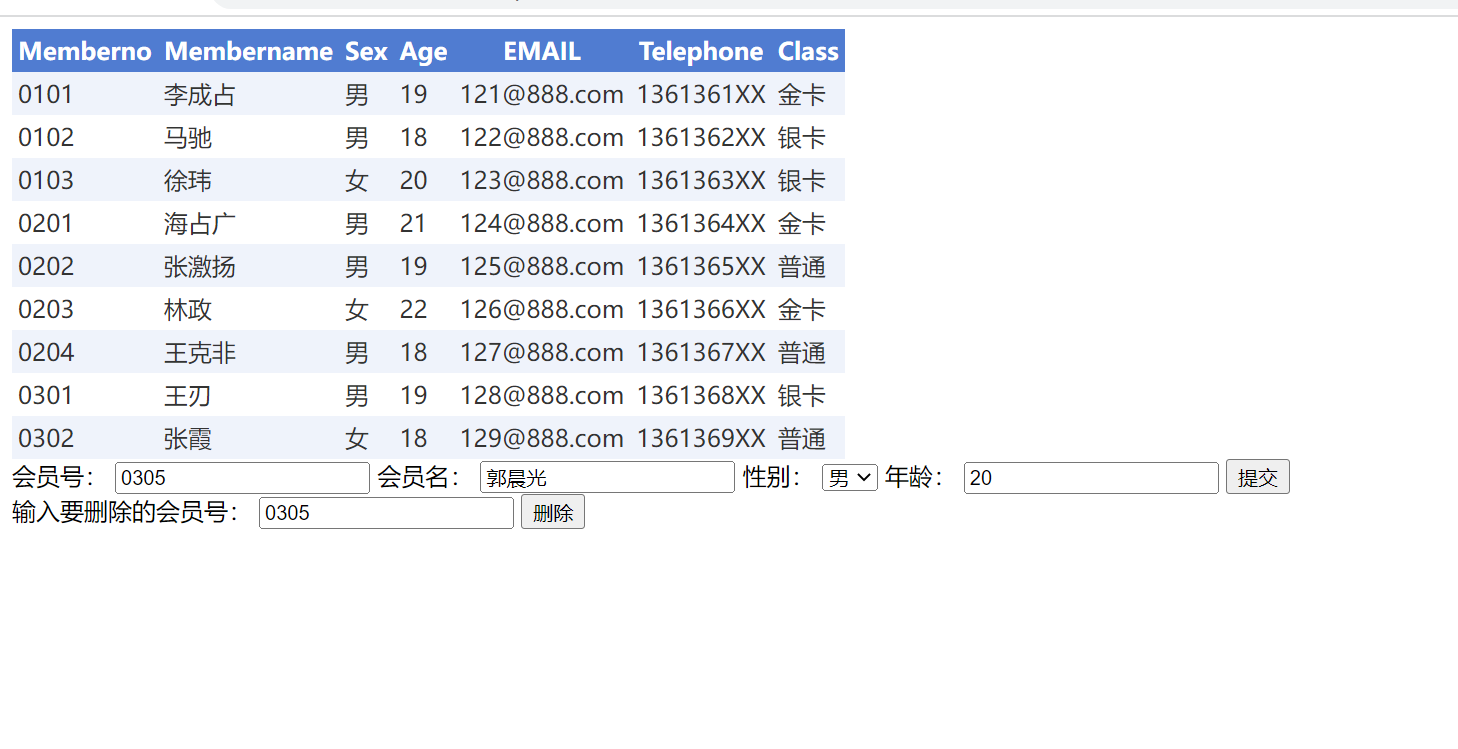 Memberno Membername Sex Age EMAIL Telephone Class
0101 李成占 男 19 121@888.com 1361361XX 金卡
0102 马驰 男 18 122@888.com 1361362XX 银卡
0103 徐玮 女 20 123@888.com 1361363XX 银卡
0201 海占广 男 21 124@888.com 1361364XX 金卡
0202 张激扬 男 19 125@888.com 1361365XX 普通
0203 林政 女 22 126@888.com 1361366XX 金卡
0204 王克非 男 18 127@888.com 1361367XX 普通
0301 王刃 男 19 128@888.com 1361368XX 银卡
0302 张霞 女 18 129@888.com 1361369XX 普通
会员号: 0305 会员名: 郭晨光 性别: 男 年龄: 20 提交
输入要删除的会员号: 0305 删除